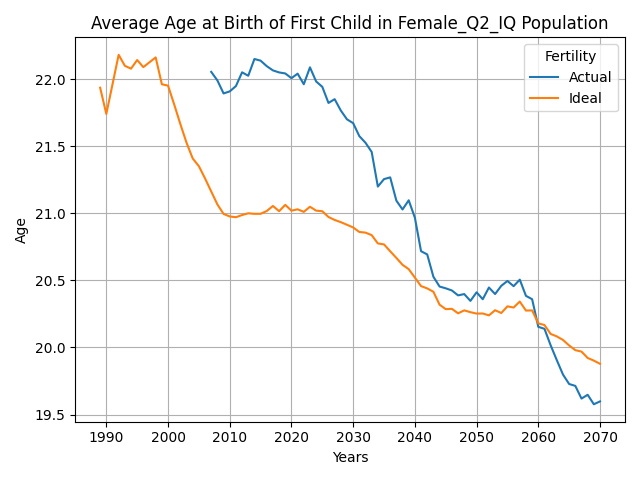 Average Age at Birth of First Child in Female_Q2_IQ Population
Fertility
Actual
Ideal
Age
22.0
21.5
21.0
20.5
20.0
19.5
1990 2000 2010 2020 2030 2040 2050 2060 2070
Years